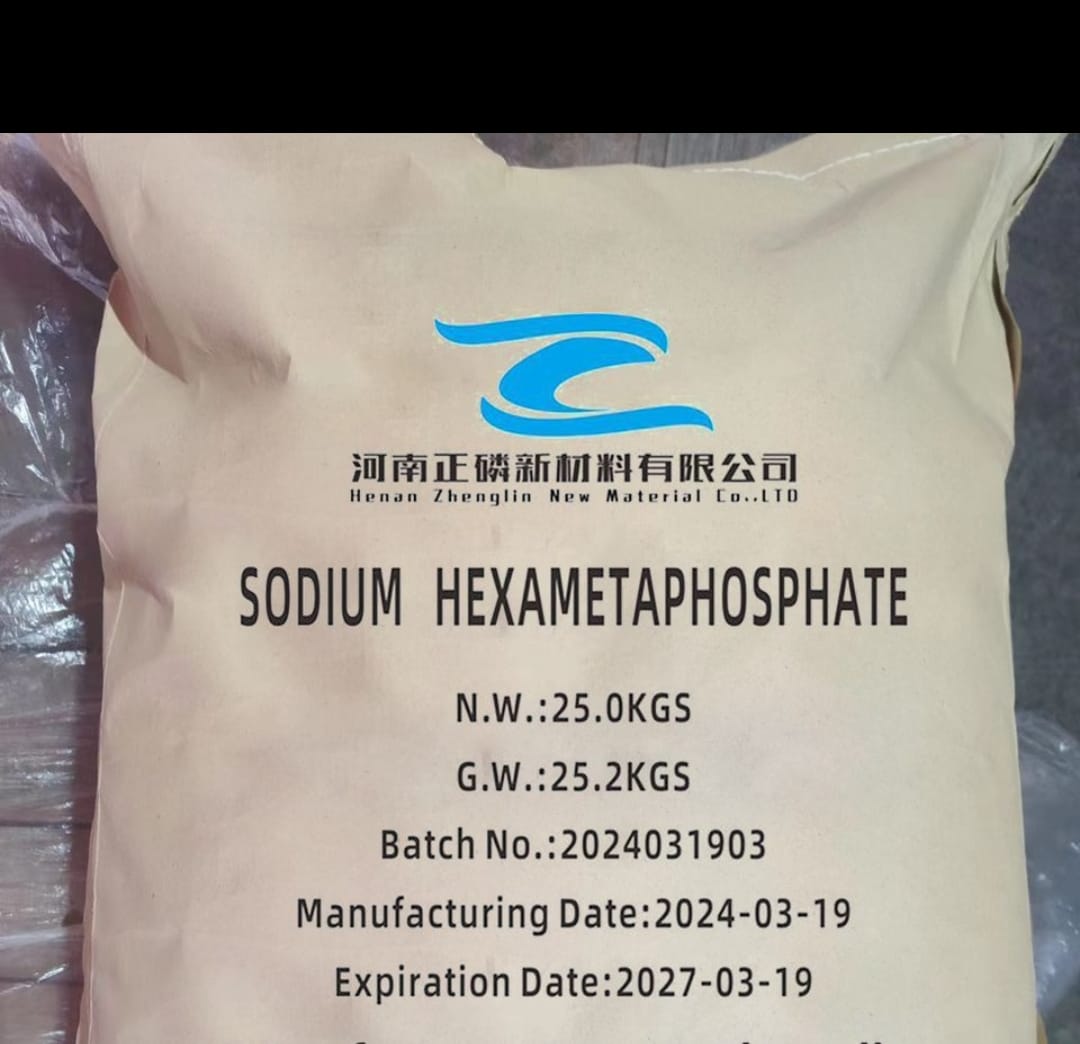 河南正磷新材料有限公司
Henan Zhenglin New Material Co.,LTD
SODIUM HEXAMETAPHOSPHATE
N.W.:25.0KGS
G.W.:25.2KGS
Batch No.:2024031903
Manufacturing Date:2024-03-19
Expiration Date:2027-03-19